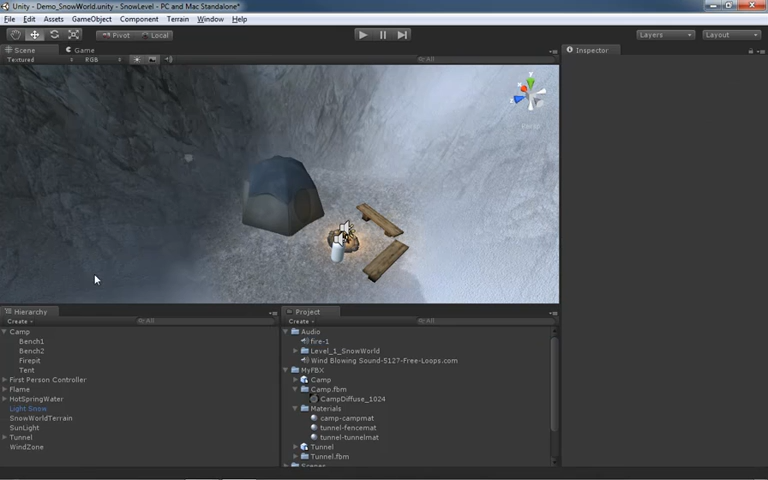 Unity - Demo_SnowWorld.unity - SnowLevel - PC and Mac Standalone*
File Edit Assets GameObject Component Terrain Window Help
Pivot Local Layers Layout
Scene Game Inspector
Textured RGB All
y
Persp
Hierarchy Project
Create All Create All
Camp
Bench1
Bench2
Firepit
Tent
First Person Controller
Flame
HotSpringWater
Light Snow
SnowWorldTerrain
SunLight
Tunnel
WindZone
Audio
fire-1
Level_1_SnowWorld
Wind Blowing Sound-5127-Free-Loops.com
MyFBX
Camp
Camp.fbm
CampDiffuse_1024
Materials
camp-campmat
tunnel-fencemat
tunnel-tunnelmat
Tunnel
Tunnel.fbm
Scenes